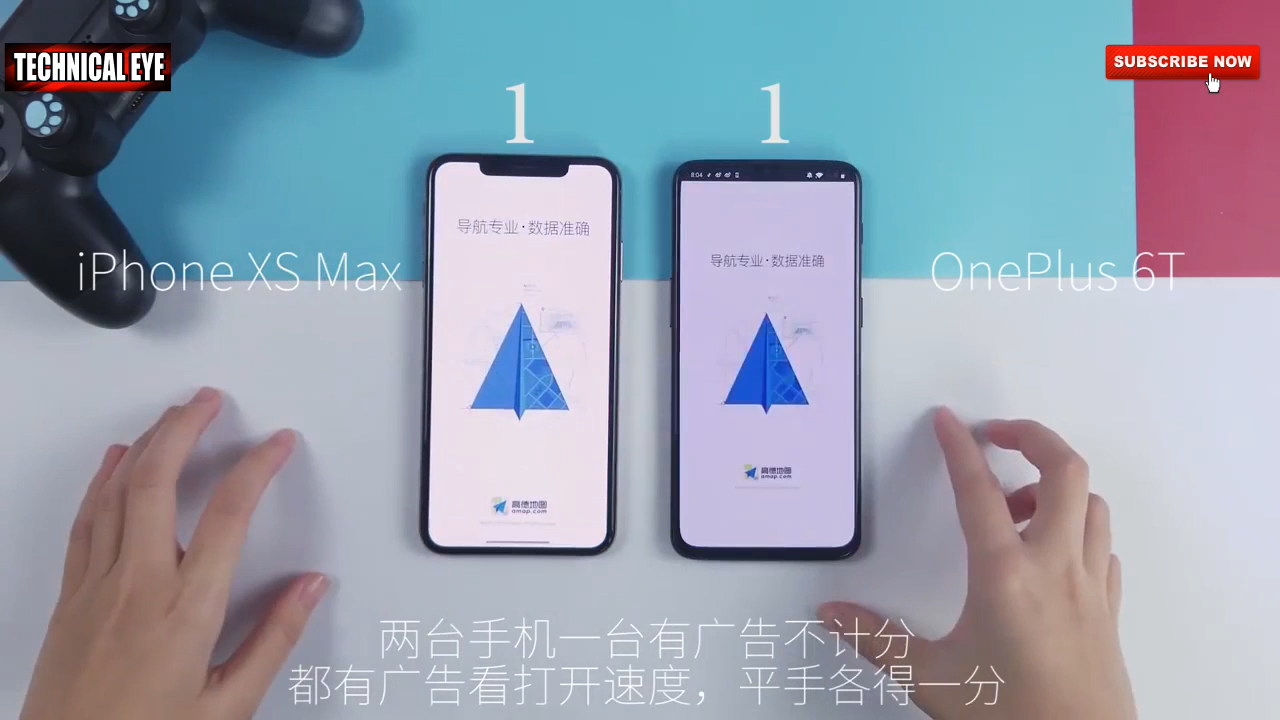 TECHNICAL EYE
SUBSCRIBE NOW
1
1
8:04
导航专业·数据准确
导航专业·数据准确
iPhone XS Max
OnePlus 6T
高德地图
amap.com
高德地图
amap.com
两台手机一台有广告不计分
都有广告看打开速度，平手各得一分